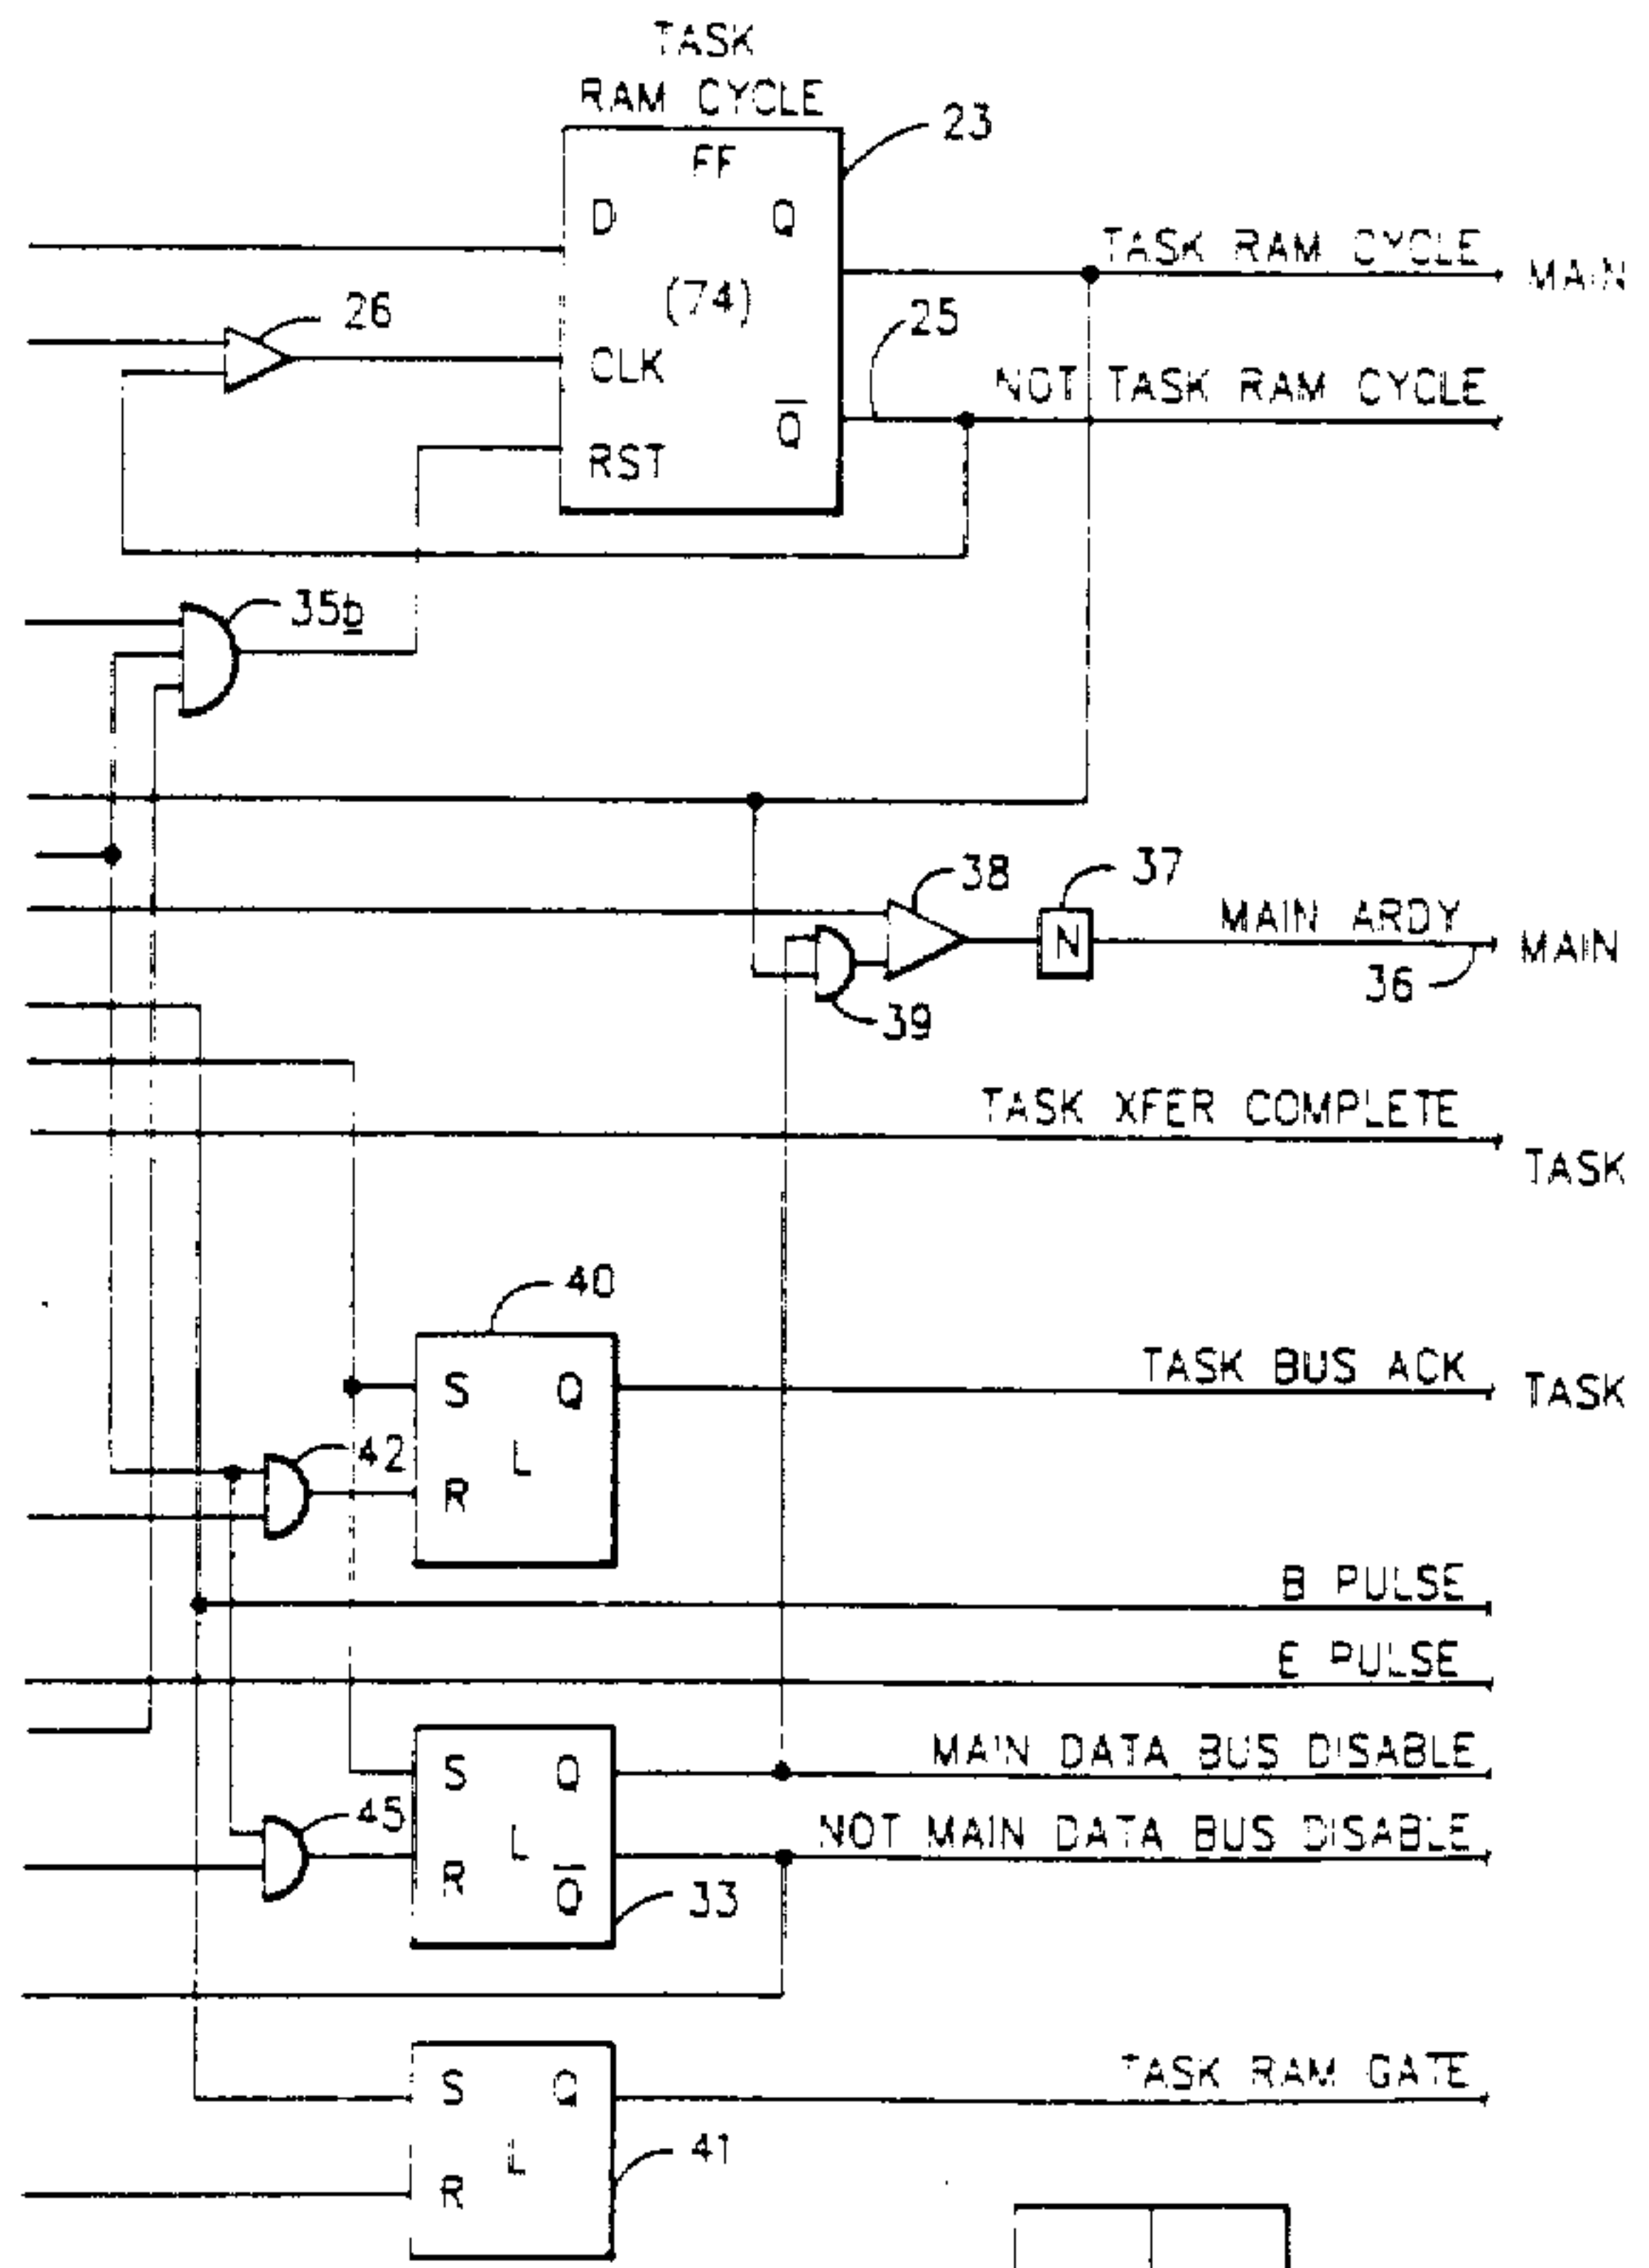 TASK
RAM CYCLE
23
FF
D Q
TASK RAM CYCLE
MAIN
(74)
26
25
CLK
NOT TASK RAM CYCLE
Q
RST
35b
38
37
MAIN ARDY
MAIN
N
36
39
TASK XFER COMPLETE
TASK
40
S Q
TASK BUS ACK
TASK
42
L
R
B PULSE
E PULSE
S Q
MAIN DATA BUS DISABLE
45
L
NOT MAIN DATA BUS DISABLE
R Q
33
S Q
TASK RAM GATE
L
41
R